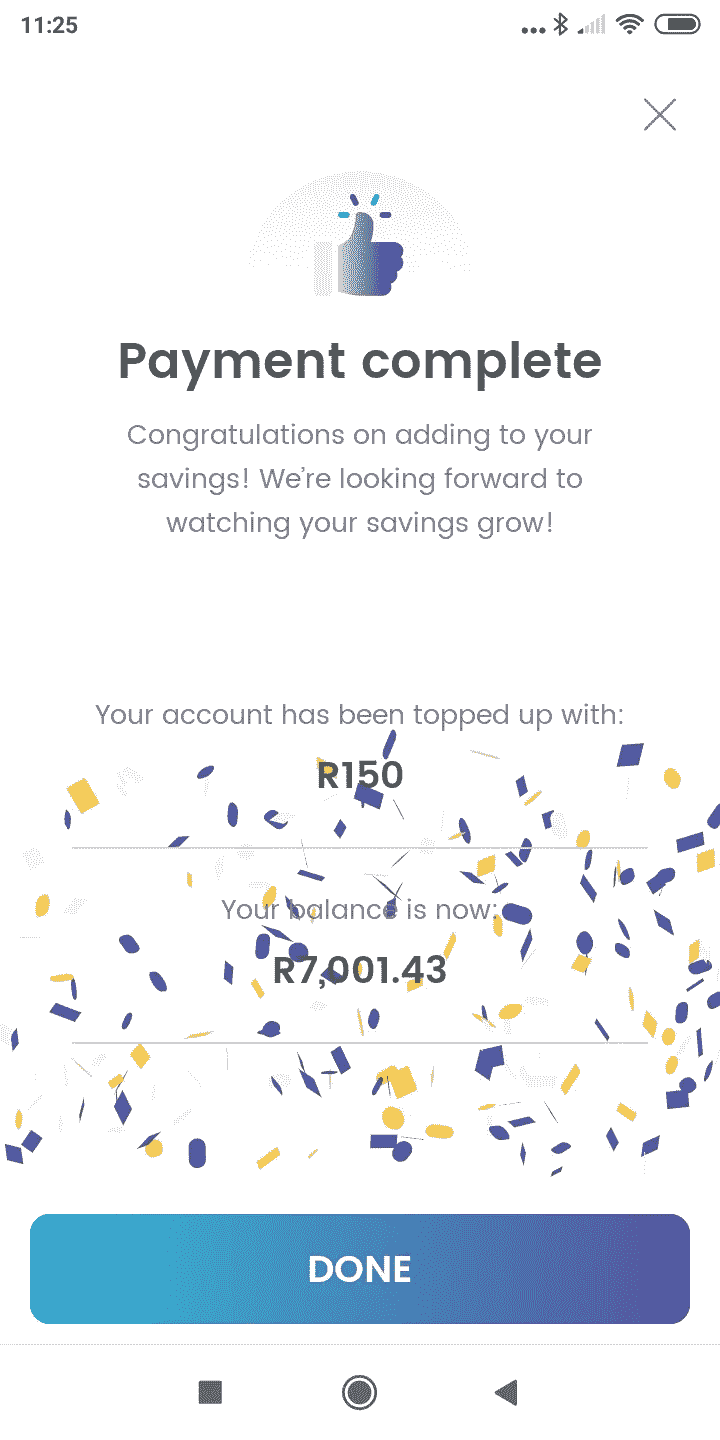 11:25
Payment complete
Congratulations on adding to your
savings! We're looking forward to
watching your savings grow!
Your account has been topped up with:
R150
Your balance is now:
R7,001.43
DONE